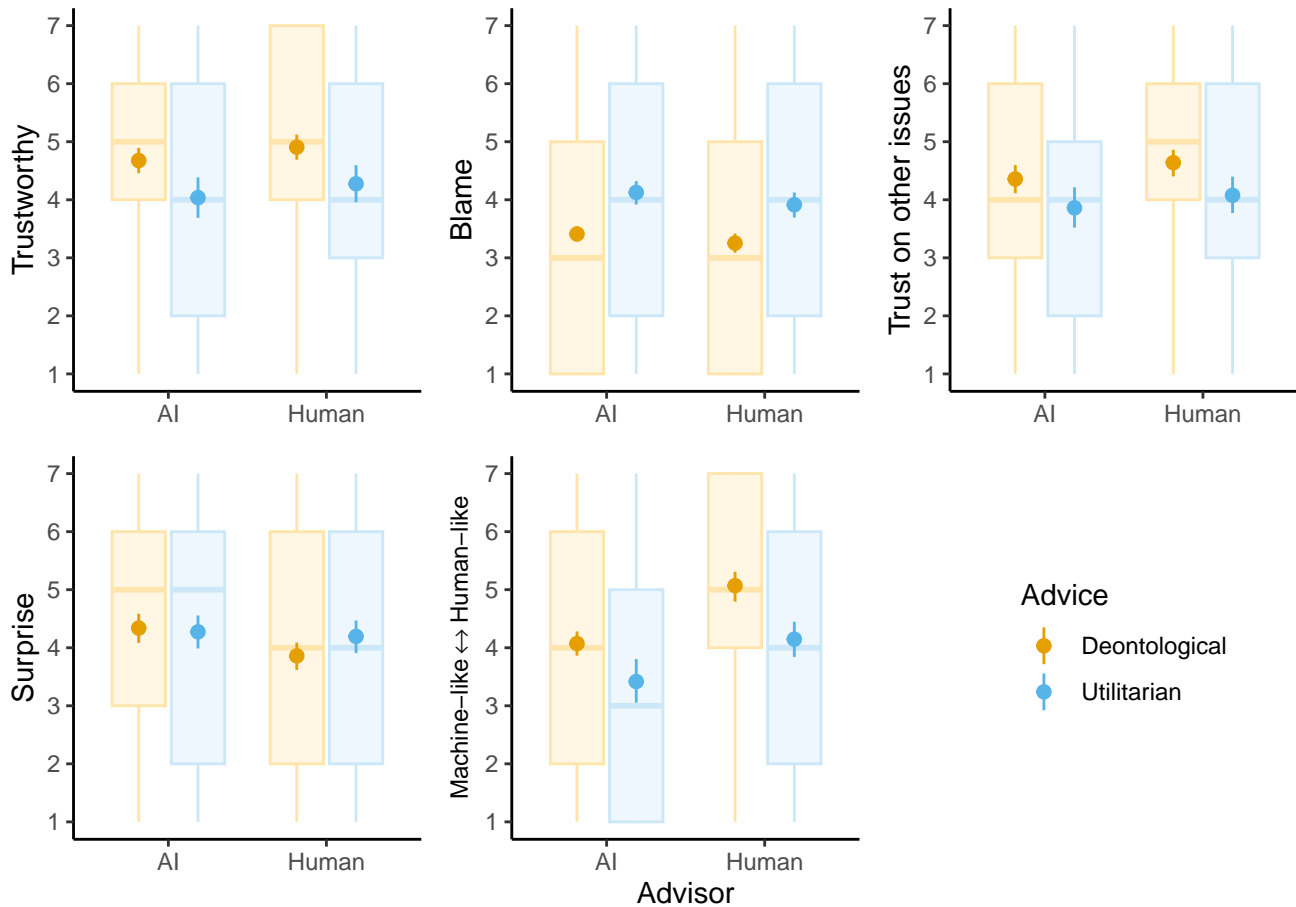 Trustworthy
7
6
5
4
3
2
1
AI
Human
Blame
7
6
5
4
3
2
1
AI
Human
Trust on other issues
7
6
5
4
3
2
1
AI
Human
Surprise
7
6
5
4
3
2
1
AI
Human
Machine−like ↔ Human−like
7
6
5
4
3
2
1
AI
Human
Advisor
Advice
Deontological
Utilitarian